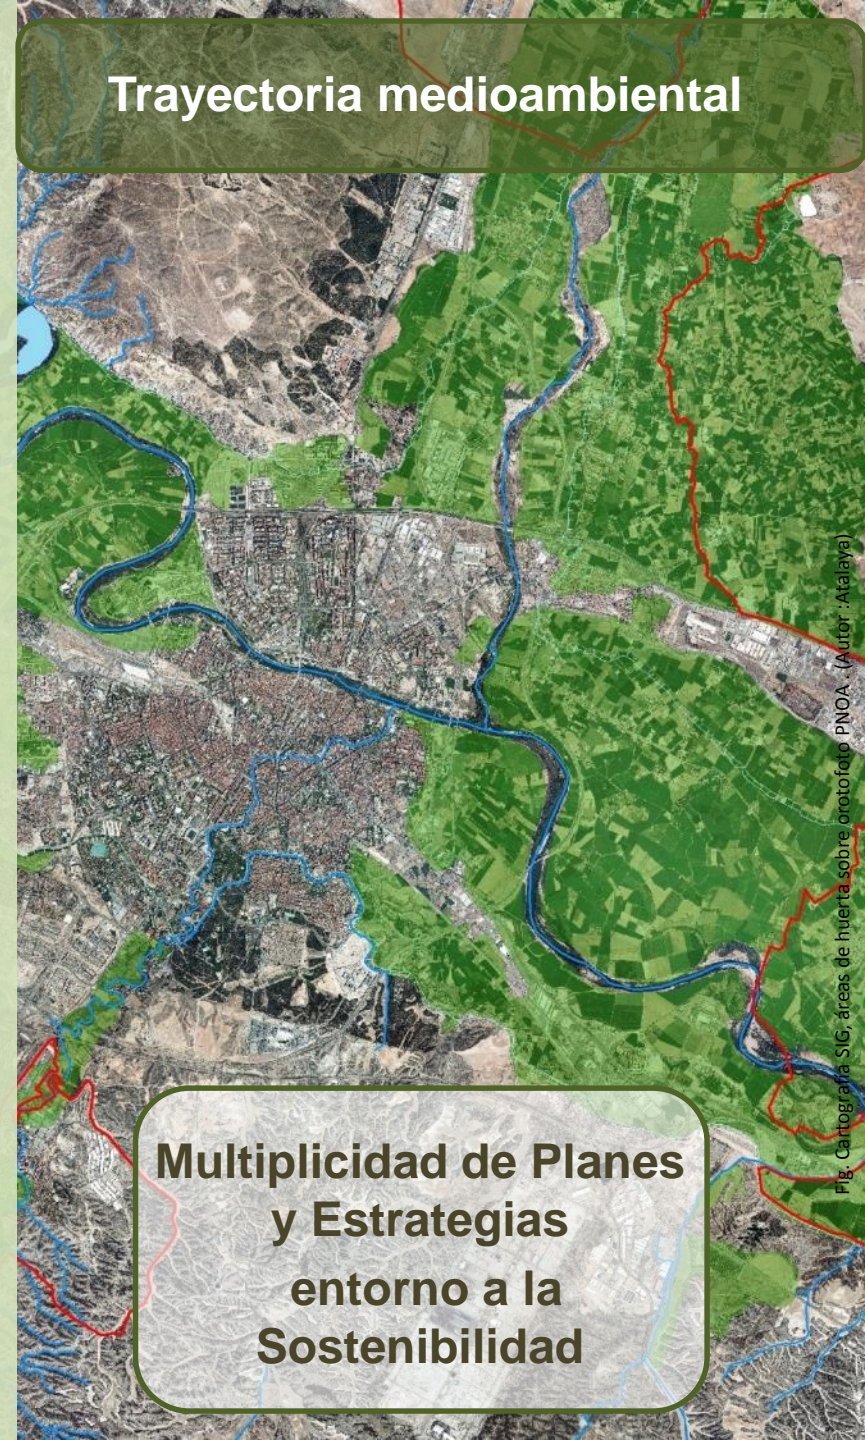 Trayectoria medioambiental
Fig. Cartografía SIG, áreas de huerta sobre orotofoto PNOA . (Autor :Atalaya)
Multiplicidad de Planes
y Estrategias
entorno a la
Sostenibilidad